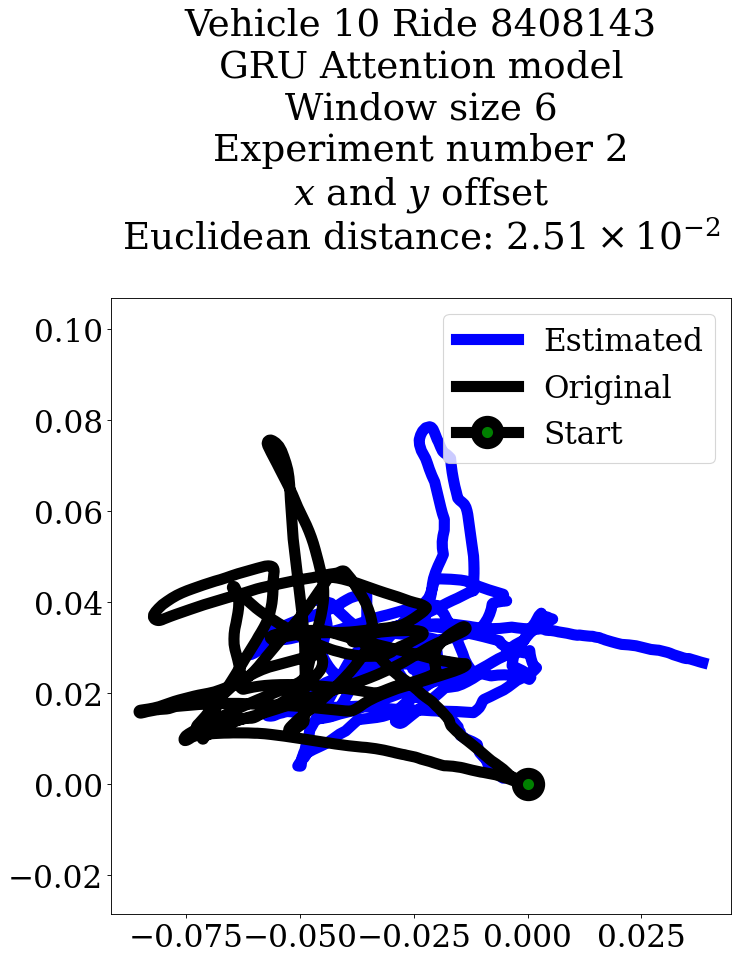 Vehicle 10 Ride 8408143
GRU Attention model
Window size 6
Experiment number 2
x and y offset
Euclidean distance: 2.51 × 10⁻²
Estimated
Original
Start
0.10
0.08
0.06
0.04
0.02
0.00
−0.02
−0.075 −0.050 −0.025 0.000 0.025